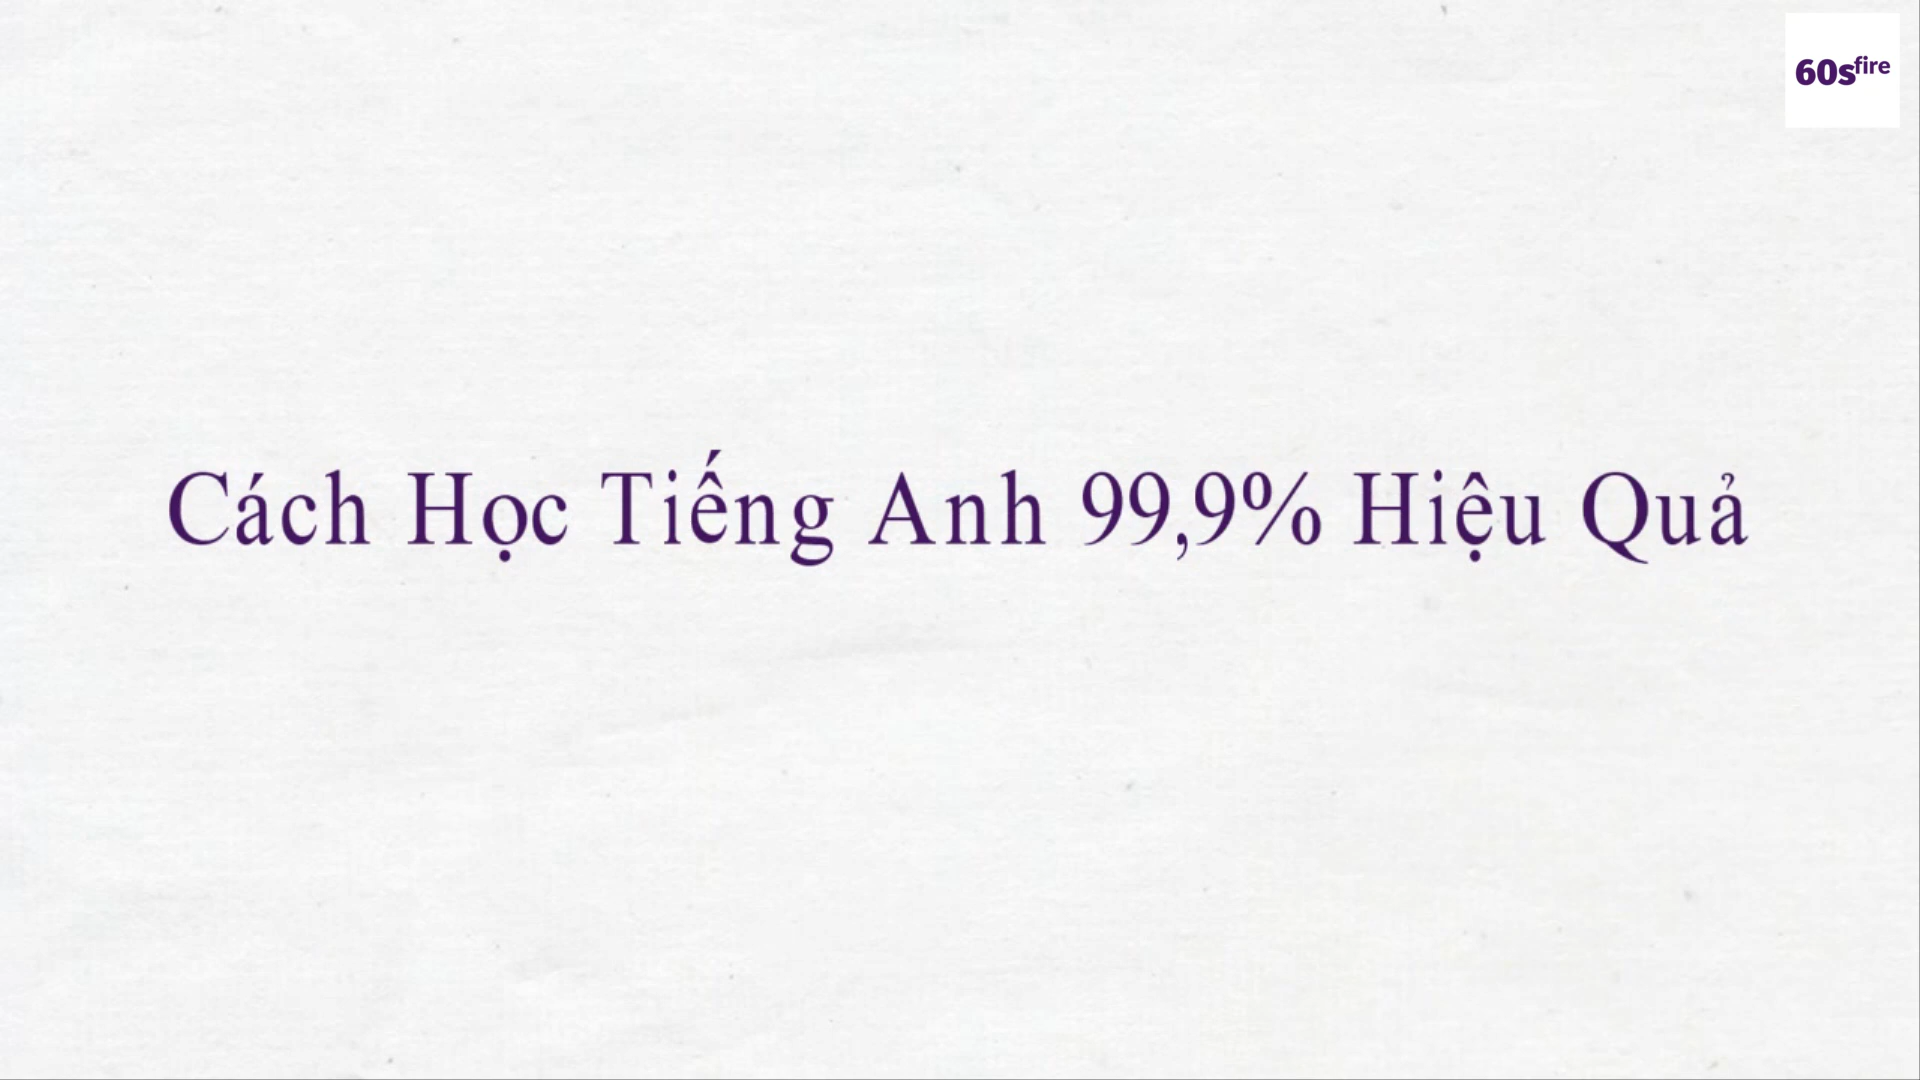 60sfire
Cách Học Tiếng Anh 99,9% Hiệu Quả